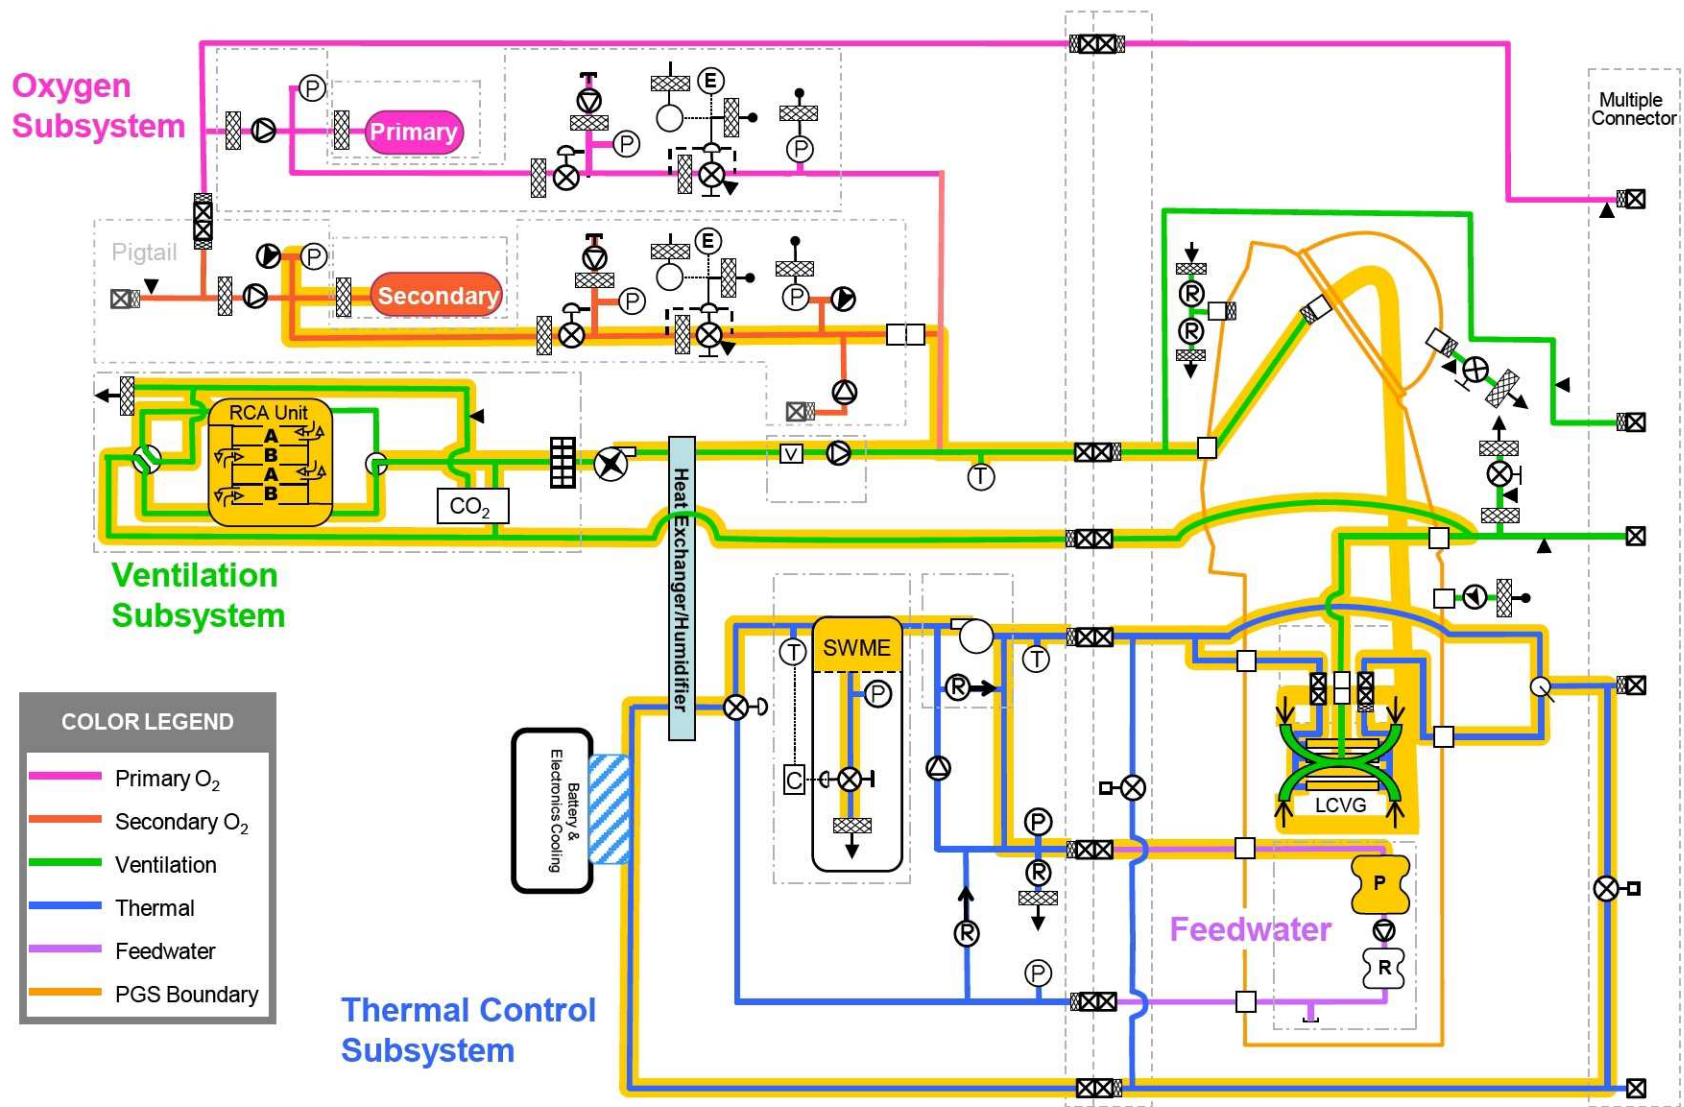 Oxygen
Subsystem
P
Primary
P
E
P
Multiple
Connector
Pigtail
P
Secondary
P
E
P
R
R
RCA Unit
A
B
A
B
CO2
V
T
Heat Exchanger/Humidifier
Ventilation
Subsystem
T
SWME
P
C
T
R
COLOR LEGEND
Primary O2
Secondary O2
Ventilation
Thermal
Feedwater
PGS Boundary
Battery &
Electronics Cooling
LCVG
P
R
R
P
P
R
Feedwater
Thermal Control
Subsystem